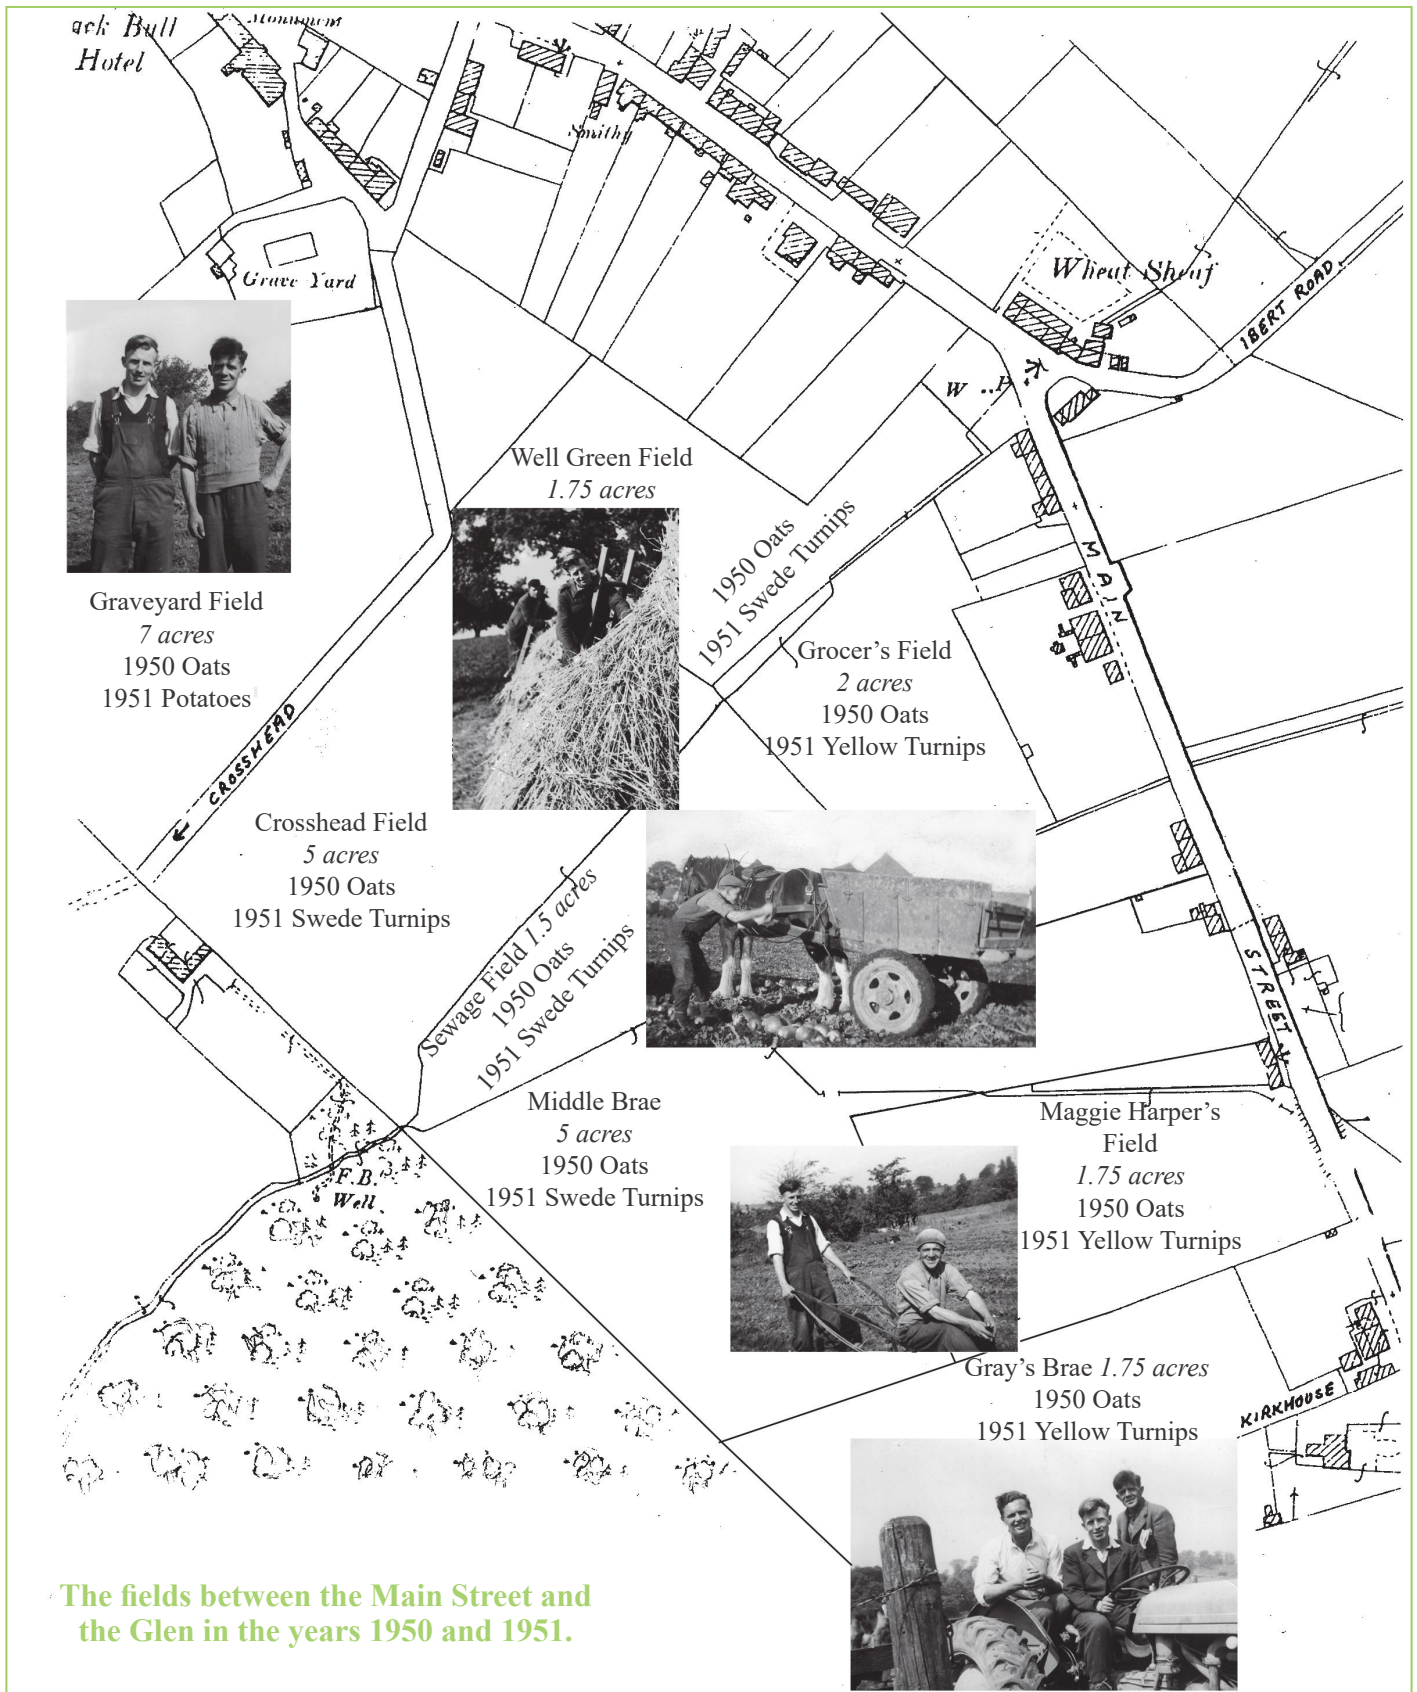 ack Bull
Hotel
Monument
Smithy
Grave Yard
Wheat Sheaf
IBERT ROAD
W . . P
Well Green Field
1.75 acres
1950 Oats
1951 Swede Turnips
MAIN
STREET
Graveyard Field
7 acres
1950 Oats
1951 Potatoes
CROSSHEAD
Grocer’s Field
2 acres
1950 Oats
1951 Yellow Turnips
Crosshead Field
5 acres
1950 Oats
1951 Swede Turnips
Sewage Field 1.5 acres
1950 Oats
1951 Swede Turnips
Middle Brae
5 acres
1950 Oats
1951 Swede Turnips
F.B.
Well
Maggie Harper’s
Field
1.75 acres
1950 Oats
1951 Yellow Turnips
Gray’s Brae 1.75 acres
1950 Oats
1951 Yellow Turnips
KIRKHOUSE
The fields between the Main Street and
the Glen in the years 1950 and 1951.